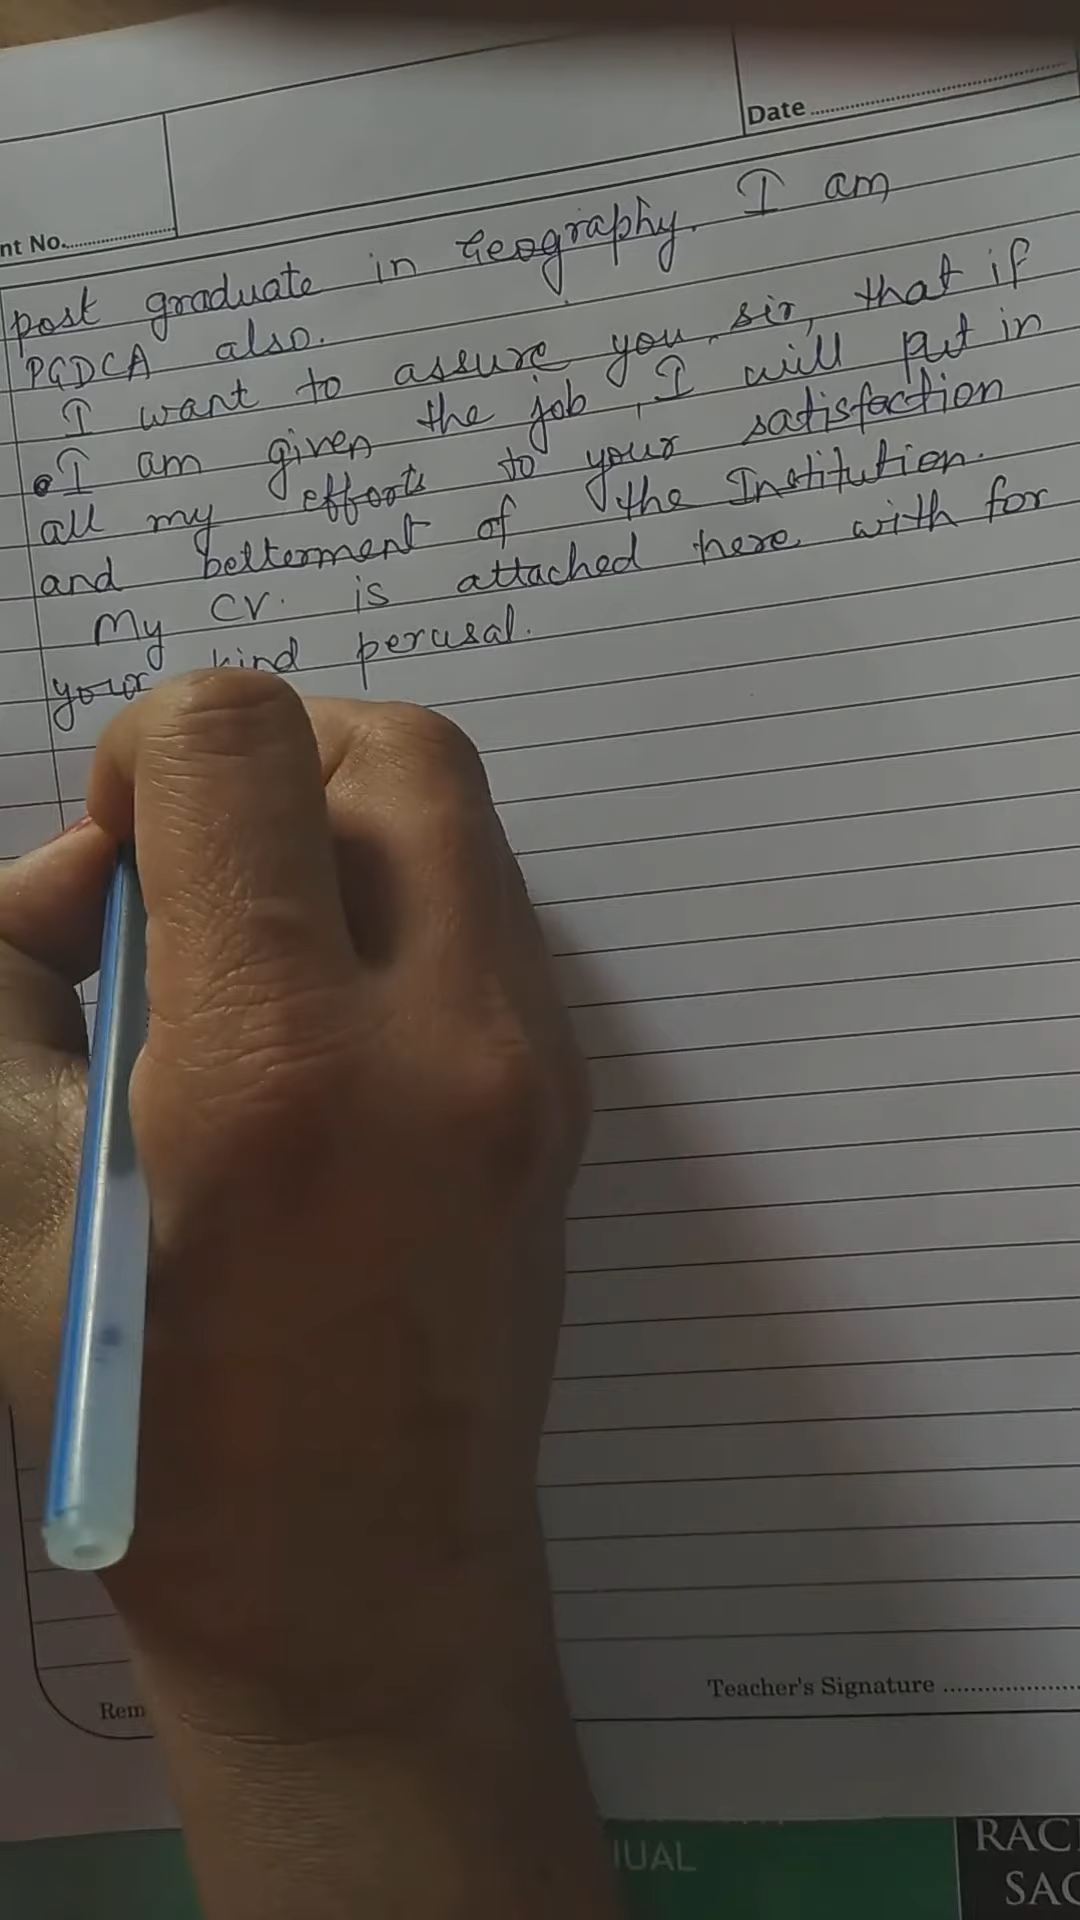 Date
nt No.
post graduate in Geography. I am
PGDCA also.
I want to assure you sir, that if
I am given the job, I will put in
all my efforts to your satisfaction
and betterment of the Institution.
My CV. is attached here with for
your kind perusal.
Teacher's Signature
Rem
IUAL
RAC
SAC